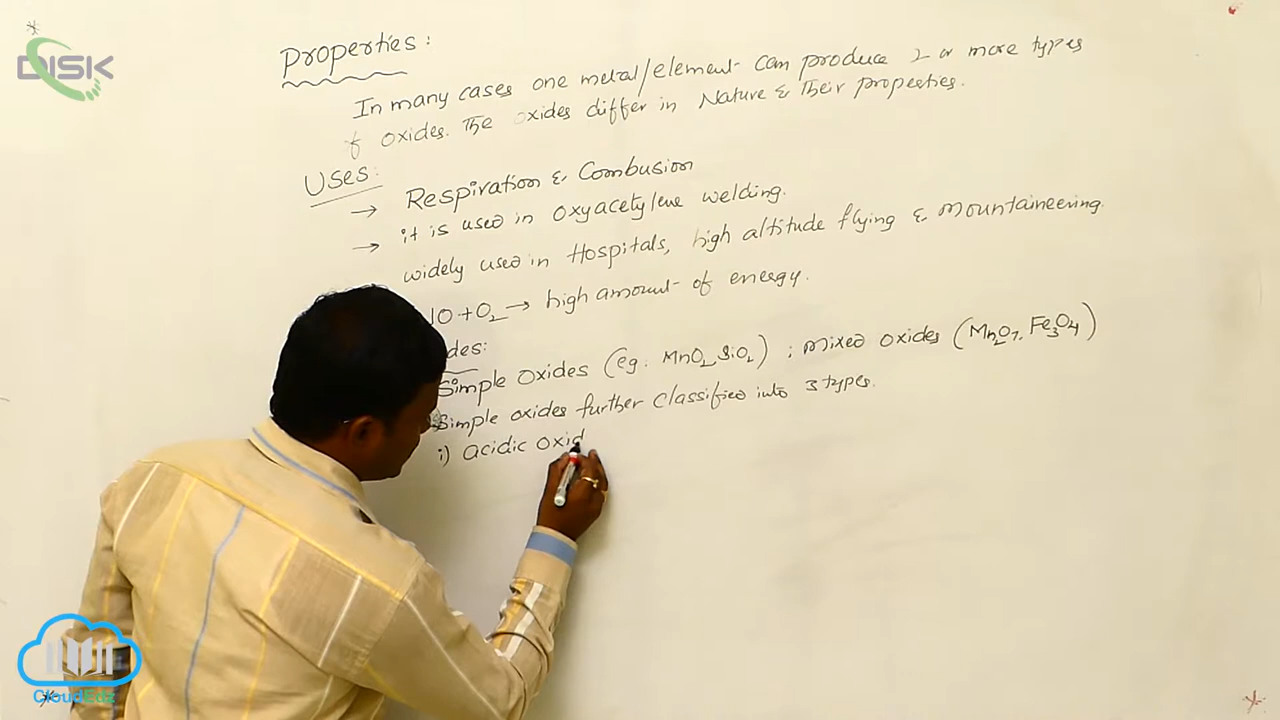 DISK
Properties:
In many cases one metal/element can produce 2 or more types
of oxides. The oxides differ in Nature & Their properties.
Uses:
→ Respiration & Combusion
→ it is used in oxyacetylene welding.
widely used in Hospitals, high altitude flying & mountaineering.
+ O2 → high amount of energy.
des:
Simple Oxides (eg. MnO2 SiO2) ; mixed oxides (Mn2O7. Fe3O4)
Simple oxides further classified into 3 types.
i) acidic oxid
CloudEdz